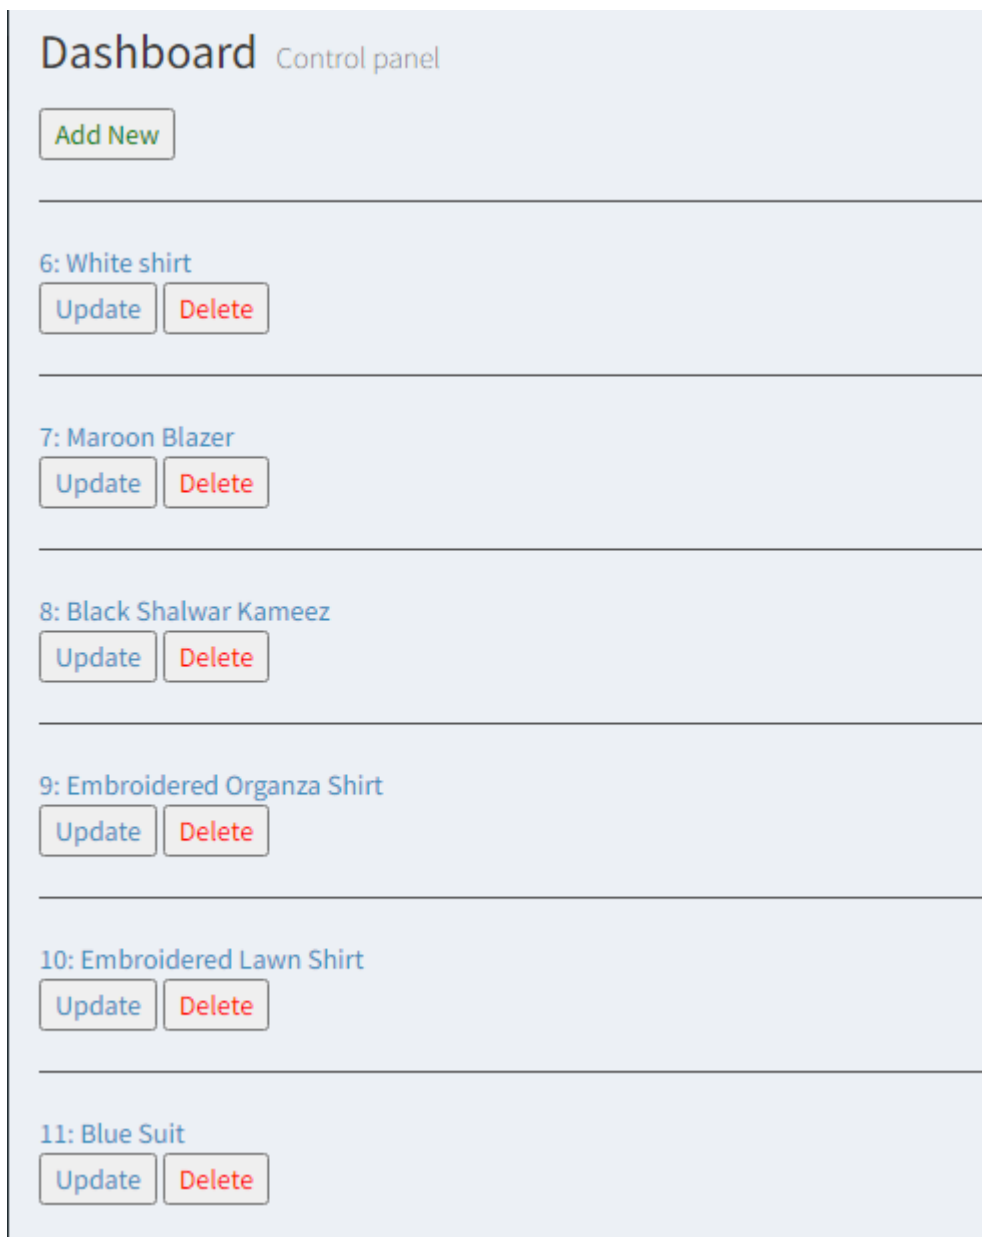 Dashboard Control panel
Add New
6: White shirt
Update Delete
7: Maroon Blazer
Update Delete
8: Black Shalwar Kameez
Update Delete
9: Embroidered Organza Shirt
Update Delete
10: Embroidered Lawn Shirt
Update Delete
11: Blue Suit
Update Delete